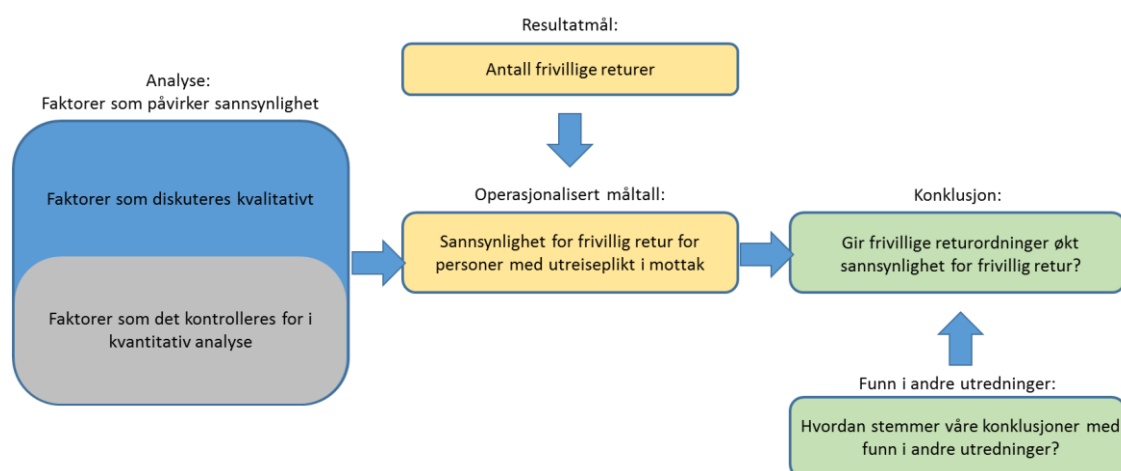 Resultatmål:
Antall frivillige returer
Analyse:
Faktorer som påvirker sannsynlighet
Faktorer som diskuteres kvalitativt
Faktorer som det kontrolleres for i
kvantitativ analyse
Operasjonalisert måltall:
Sannsynlighet for frivillig retur for
personer med utreiseplikt i mottak
Konklusjon:
Gir frivillige returordninger økt
sannsynlighet for frivillig retur?
Funn i andre utredninger:
Hvordan stemmer våre konklusjoner med
funn i andre utredninger?